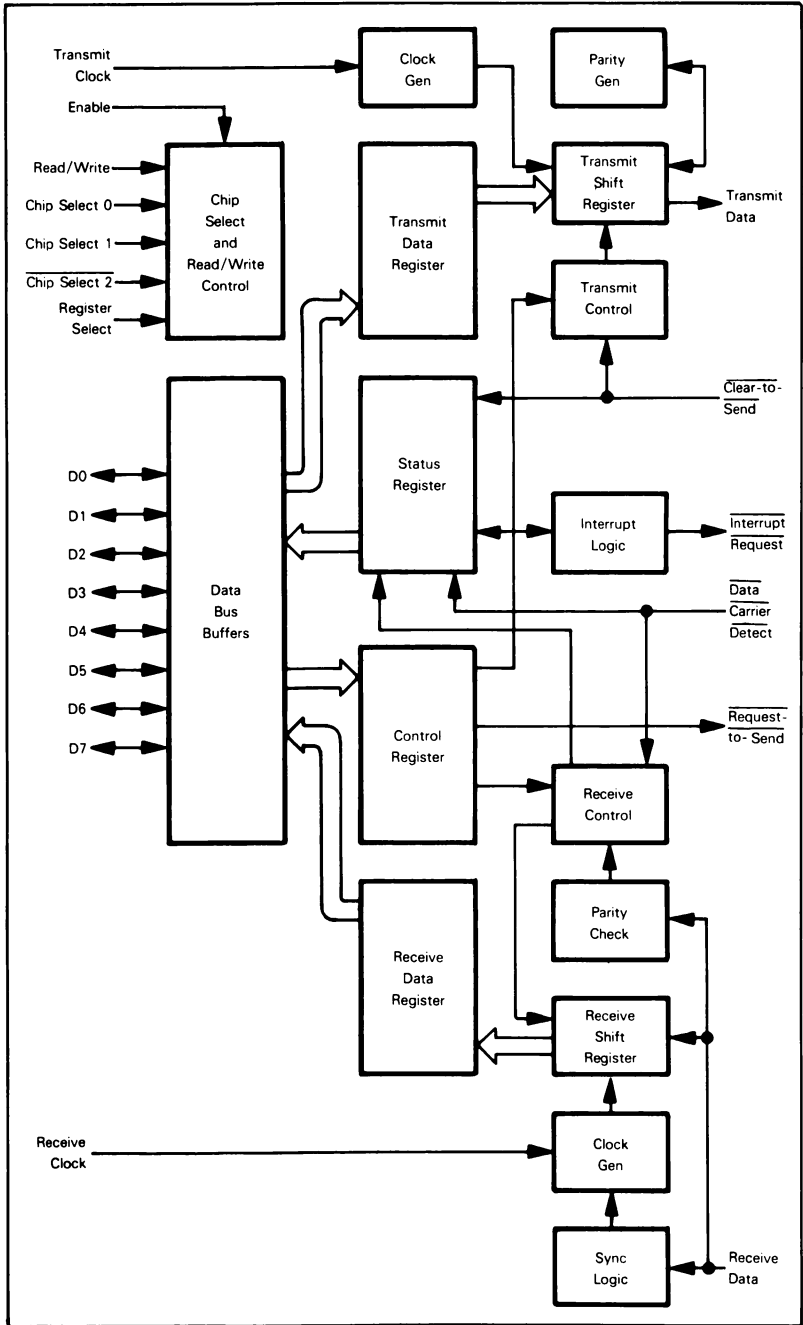 Transmit
Clock
Clock
Gen
Parity
Gen
Enable
Read/Write
Chip Select 0
Chip Select 1
Chip Select 2
Register
Select
Chip
Select
and
Read/Write
Control
Transmit
Data
Register
Transmit
Shift
Register
Transmit
Data
Transmit
Control
Clear-to-
Send
Status
Register
Interrupt
Logic
Interrupt
Request
D0
D1
D2
D3
D4
D5
D6
D7
Data
Bus
Buffers
Data
Carrier
Detect
Control
Register
Request-
to-Send
Receive
Control
Parity
Check
Receive
Data
Register
Receive
Shift
Register
Receive
Clock
Clock
Gen
Sync
Logic
Receive
Data